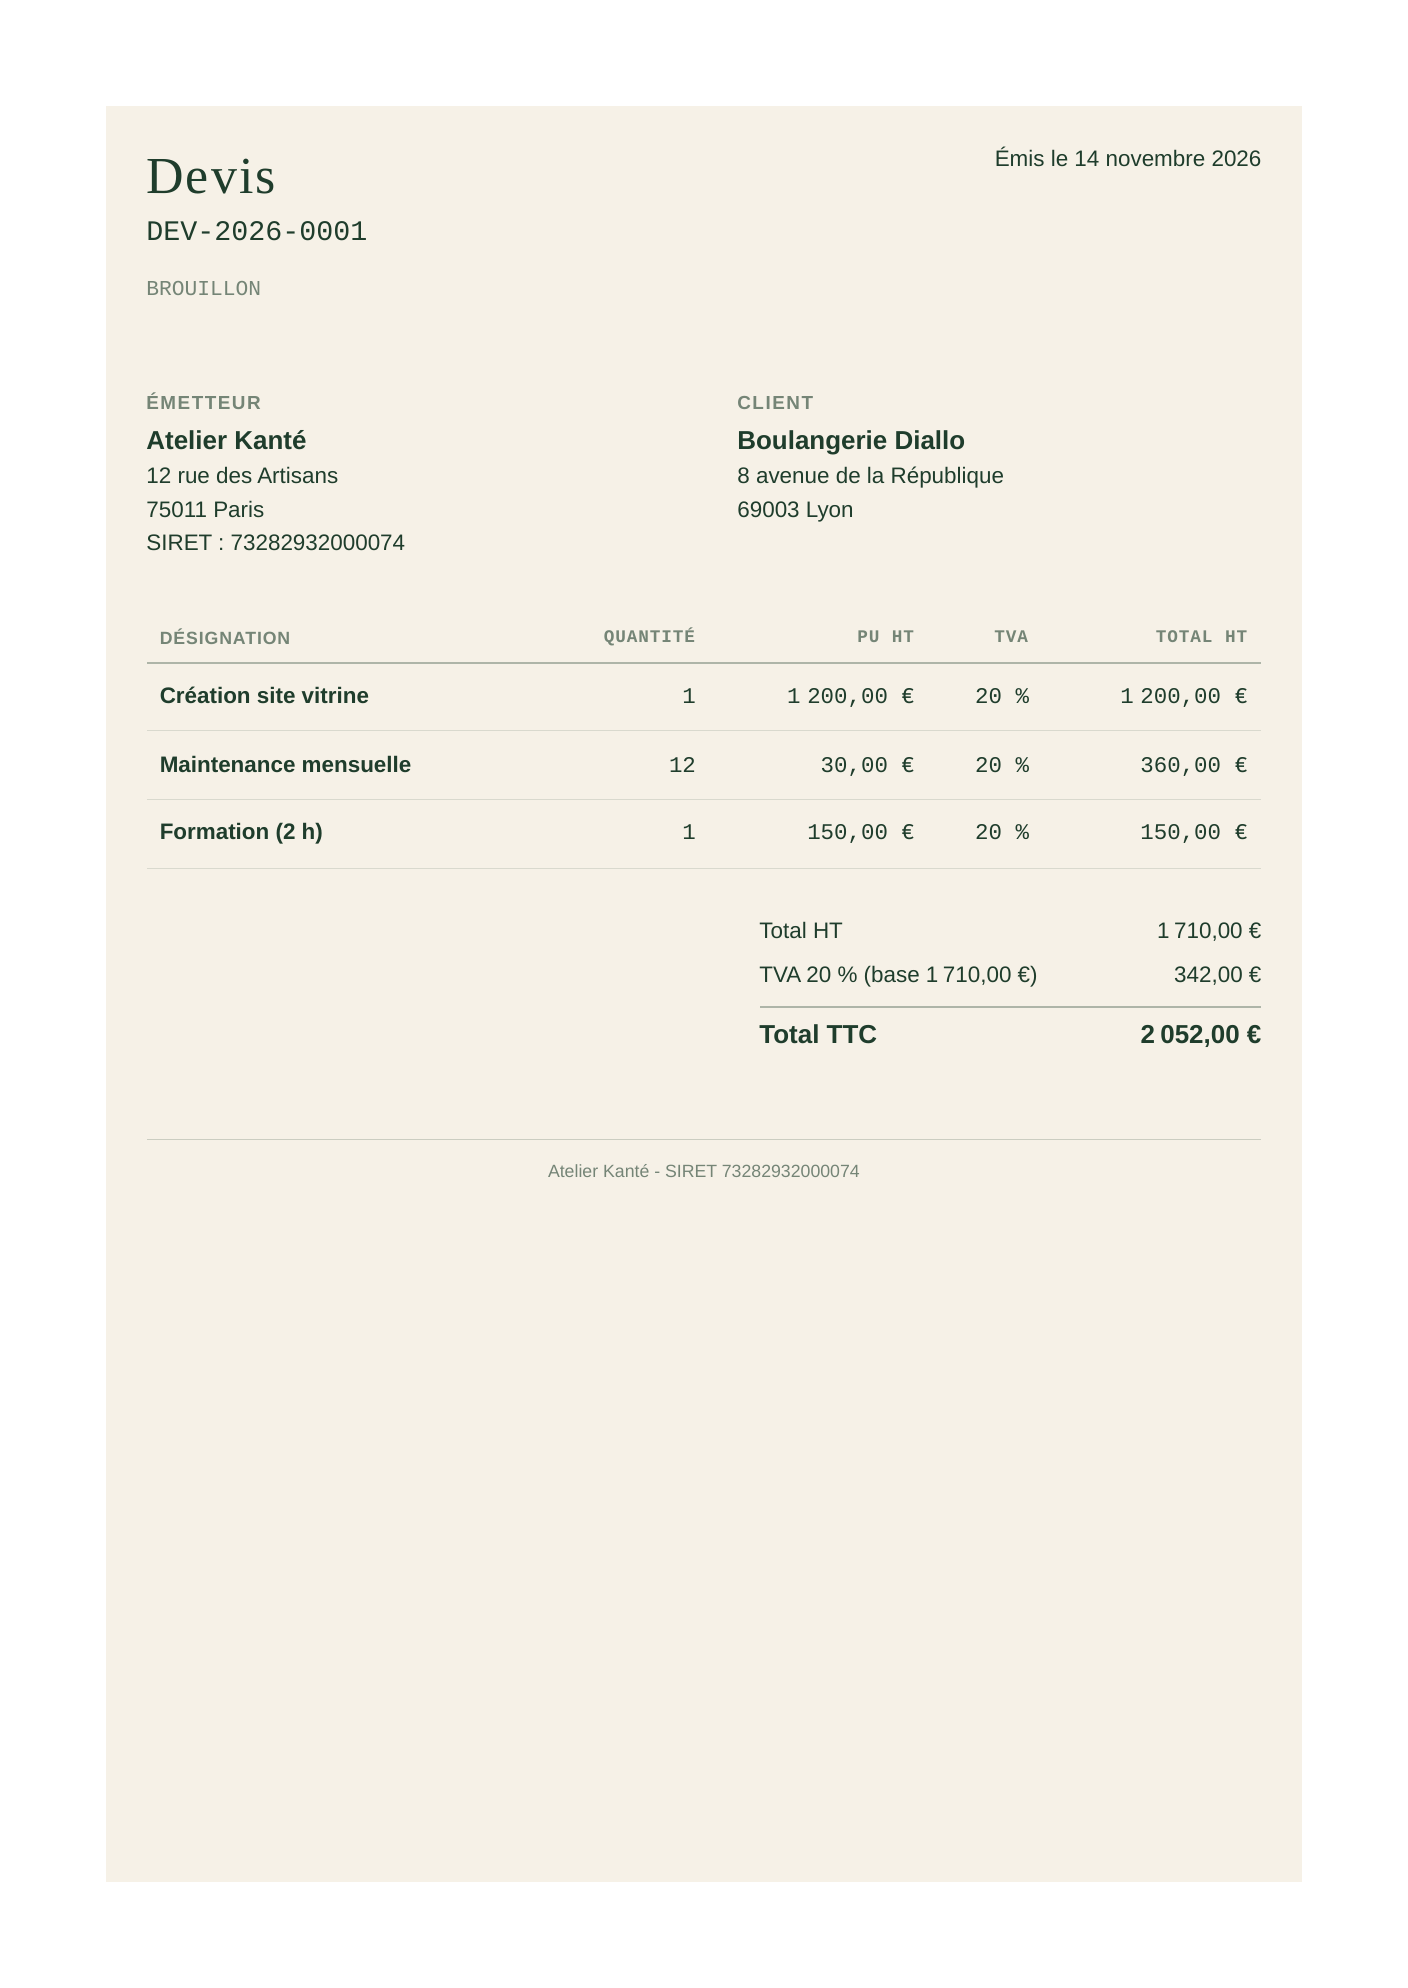 Devis
Émis le 14 novembre 2026
DEV-2026-0001
BROUILLON
ÉMETTEUR
Atelier Kanté
12 rue des Artisans
75011 Paris
SIRET : 73282932000074
CLIENT
Boulangerie Diallo
8 avenue de la République
69003 Lyon
DÉSIGNATION QUANTITÉ PU HT TVA TOTAL HT
Création site vitrine 1 1 200,00 € 20 % 1 200,00 €
Maintenance mensuelle 12 30,00 € 20 % 360,00 €
Formation (2 h) 1 150,00 € 20 % 150,00 €
Total HT 1 710,00 €
TVA 20 % (base 1 710,00 €) 342,00 €
Total TTC 2 052,00 €
Atelier Kanté - SIRET 73282932000074